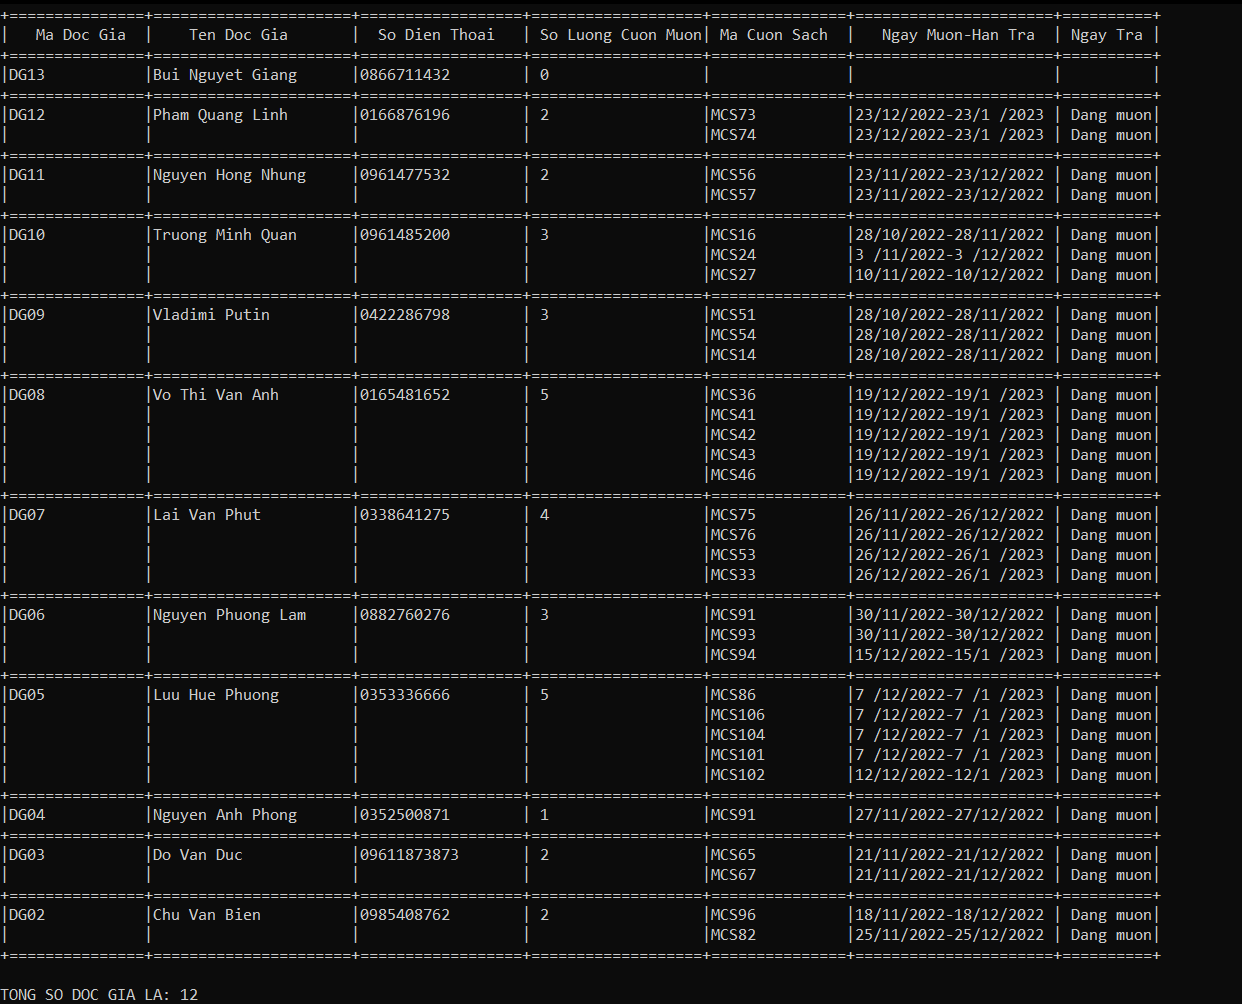 +===============+======================+==================+===================+===============+======================+==========+
|   Ma Doc Gia  |    Ten Doc Gia       |  So Dien Thoai   | So Luong Cuon Muon| Ma Cuon Sach  |   Ngay Muon-Han Tra  | Ngay Tra |
+===============+======================+==================+===================+===============+======================+==========+
|DG13           |Bui Nguyet Giang      |0866711432        | 0                 |               |                      |          |
+===============+======================+==================+===================+===============+======================+==========+
|DG12           |Pham Quang Linh       |0166876196        | 2                 |MCS73          |23/12/2022-23/1 /2023 | Dang muon|
|               |                      |                  |                   |MCS74          |23/12/2022-23/1 /2023 | Dang muon|
+===============+======================+==================+===================+===============+======================+==========+
|DG11           |Nguyen Hong Nhung     |0961477532        | 2                 |MCS56          |23/11/2022-23/12/2022 | Dang muon|
|               |                      |                  |                   |MCS57          |23/11/2022-23/12/2022 | Dang muon|
+===============+======================+==================+===================+===============+======================+==========+
|DG10           |Truong Minh Quan      |0961485200        | 3                 |MCS16          |28/10/2022-28/11/2022 | Dang muon|
|               |                      |                  |                   |MCS24          |3 /11/2022-3 /12/2022 | Dang muon|
|               |                      |                  |                   |MCS27          |10/11/2022-10/12/2022 | Dang muon|
+===============+======================+==================+===================+===============+======================+==========+
|DG09           |Vladimi Putin         |0422286798        | 3                 |MCS51          |28/10/2022-28/11/2022 | Dang muon|
|               |                      |                  |                   |MCS54          |28/10/2022-28/11/2022 | Dang muon|
|               |                      |                  |                   |MCS14          |28/10/2022-28/11/2022 | Dang muon|
+===============+======================+==================+===================+===============+======================+==========+
|DG08           |Vo Thi Van Anh        |0165481652        | 5                 |MCS36          |19/12/2022-19/1 /2023 | Dang muon|
|               |                      |                  |                   |MCS41          |19/12/2022-19/1 /2023 | Dang muon|
|               |                      |                  |                   |MCS42          |19/12/2022-19/1 /2023 | Dang muon|
|               |                      |                  |                   |MCS43          |19/12/2022-19/1 /2023 | Dang muon|
|               |                      |                  |                   |MCS46          |19/12/2022-19/1 /2023 | Dang muon|
+===============+======================+==================+===================+===============+======================+==========+
|DG07           |Lai Van Phut          |0338641275        | 4                 |MCS75          |26/11/2022-26/12/2022 | Dang muon|
|               |                      |                  |                   |MCS76          |26/11/2022-26/12/2022 | Dang muon|
|               |                      |                  |                   |MCS53          |26/12/2022-26/1 /2023 | Dang muon|
|               |                      |                  |                   |MCS33          |26/12/2022-26/1 /2023 | Dang muon|
+===============+======================+==================+===================+===============+======================+==========+
|DG06           |Nguyen Phuong Lam     |0882760276        | 3                 |MCS91          |30/11/2022-30/12/2022 | Dang muon|
|               |                      |                  |                   |MCS93          |30/11/2022-30/12/2022 | Dang muon|
|               |                      |                  |                   |MCS94          |15/12/2022-15/1 /2023 | Dang muon|
+===============+======================+==================+===================+===============+======================+==========+
|DG05           |Luu Hue Phuong        |0353336666        | 5                 |MCS86          |7 /12/2022-7 /1 /2023 | Dang muon|
|               |                      |                  |                   |MCS106         |7 /12/2022-7 /1 /2023 | Dang muon|
|               |                      |                  |                   |MCS104         |7 /12/2022-7 /1 /2023 | Dang muon|
|               |                      |                  |                   |MCS101         |7 /12/2022-7 /1 /2023 | Dang muon|
|               |                      |                  |                   |MCS102         |12/12/2022-12/1 /2023 | Dang muon|
+===============+======================+==================+===================+===============+======================+==========+
|DG04           |Nguyen Anh Phong      |0352500871        | 1                 |MCS91          |27/11/2022-27/12/2022 | Dang muon|
+===============+======================+==================+===================+===============+======================+==========+
|DG03           |Do Van Duc            |09611873873       | 2                 |MCS65          |21/11/2022-21/12/2022 | Dang muon|
|               |                      |                  |                   |MCS67          |21/11/2022-21/12/2022 | Dang muon|
+===============+======================+==================+===================+===============+======================+==========+
|DG02           |Chu Van Bien          |0985408762        | 2                 |MCS96          |18/11/2022-18/12/2022 | Dang muon|
|               |                      |                  |                   |MCS82          |25/11/2022-25/12/2022 | Dang muon|
+===============+======================+==================+===================+===============+======================+==========+
TONG SO DOC GIA LA: 12